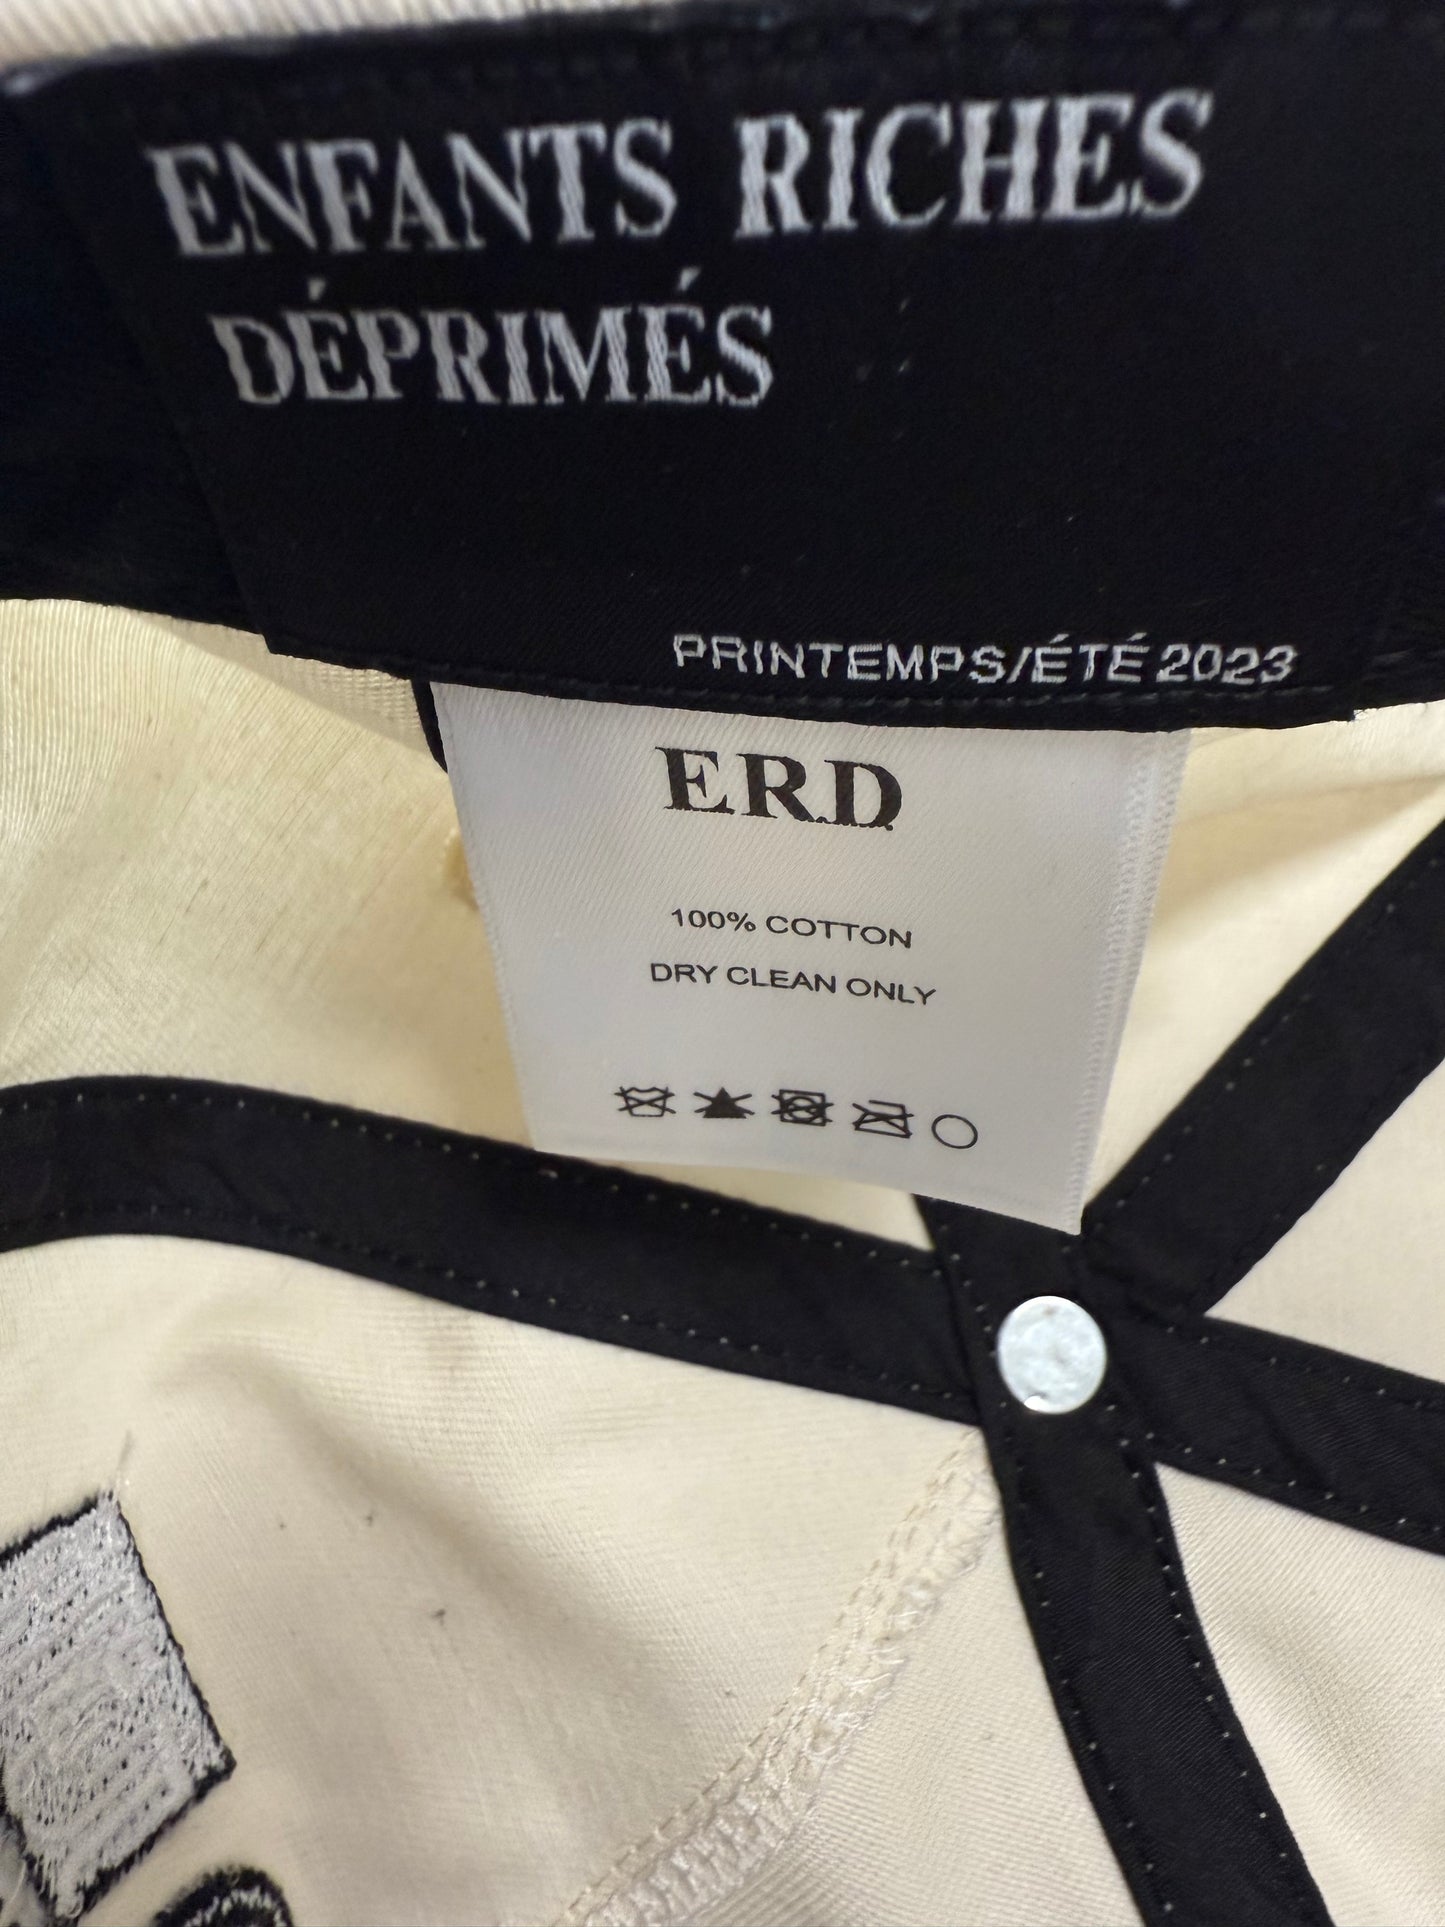 ENFANTS RICHES
DÉPRIMÉS
PRINTEMPS/ÉTÉ 2023
E.R.D.
100% COTTON
DRY CLEAN ONLY